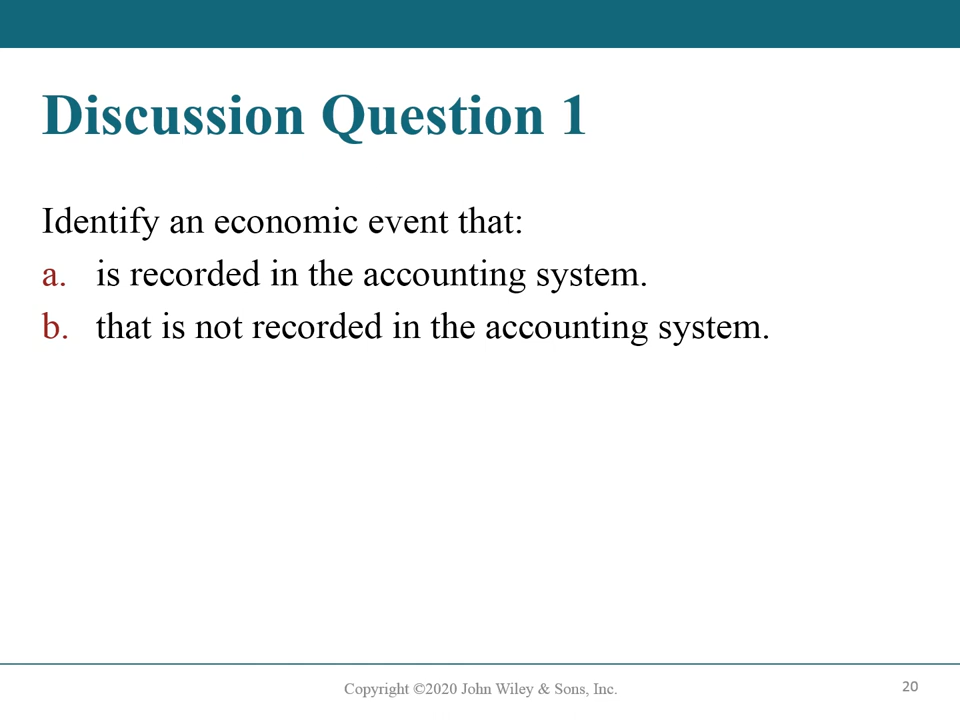 Discussion Question 1
Identify an economic event that:
a. is recorded in the accounting system.
b. that is not recorded in the accounting system.
Copyright ©2020 John Wiley & Sons, Inc.
20